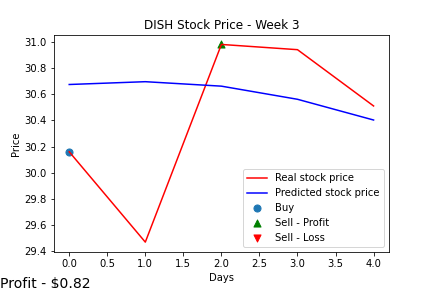 DISH Stock Price - Week 3
31.0
30.8
30.6
30.4
30.2
30.0
29.8
29.6
29.4
Price
Real stock price
Predicted stock price
Buy
Sell - Profit
Sell - Loss
0.0 0.5 1.0 1.5 2.0 2.5 3.0 3.5 4.0
Days
Profit - $0.82